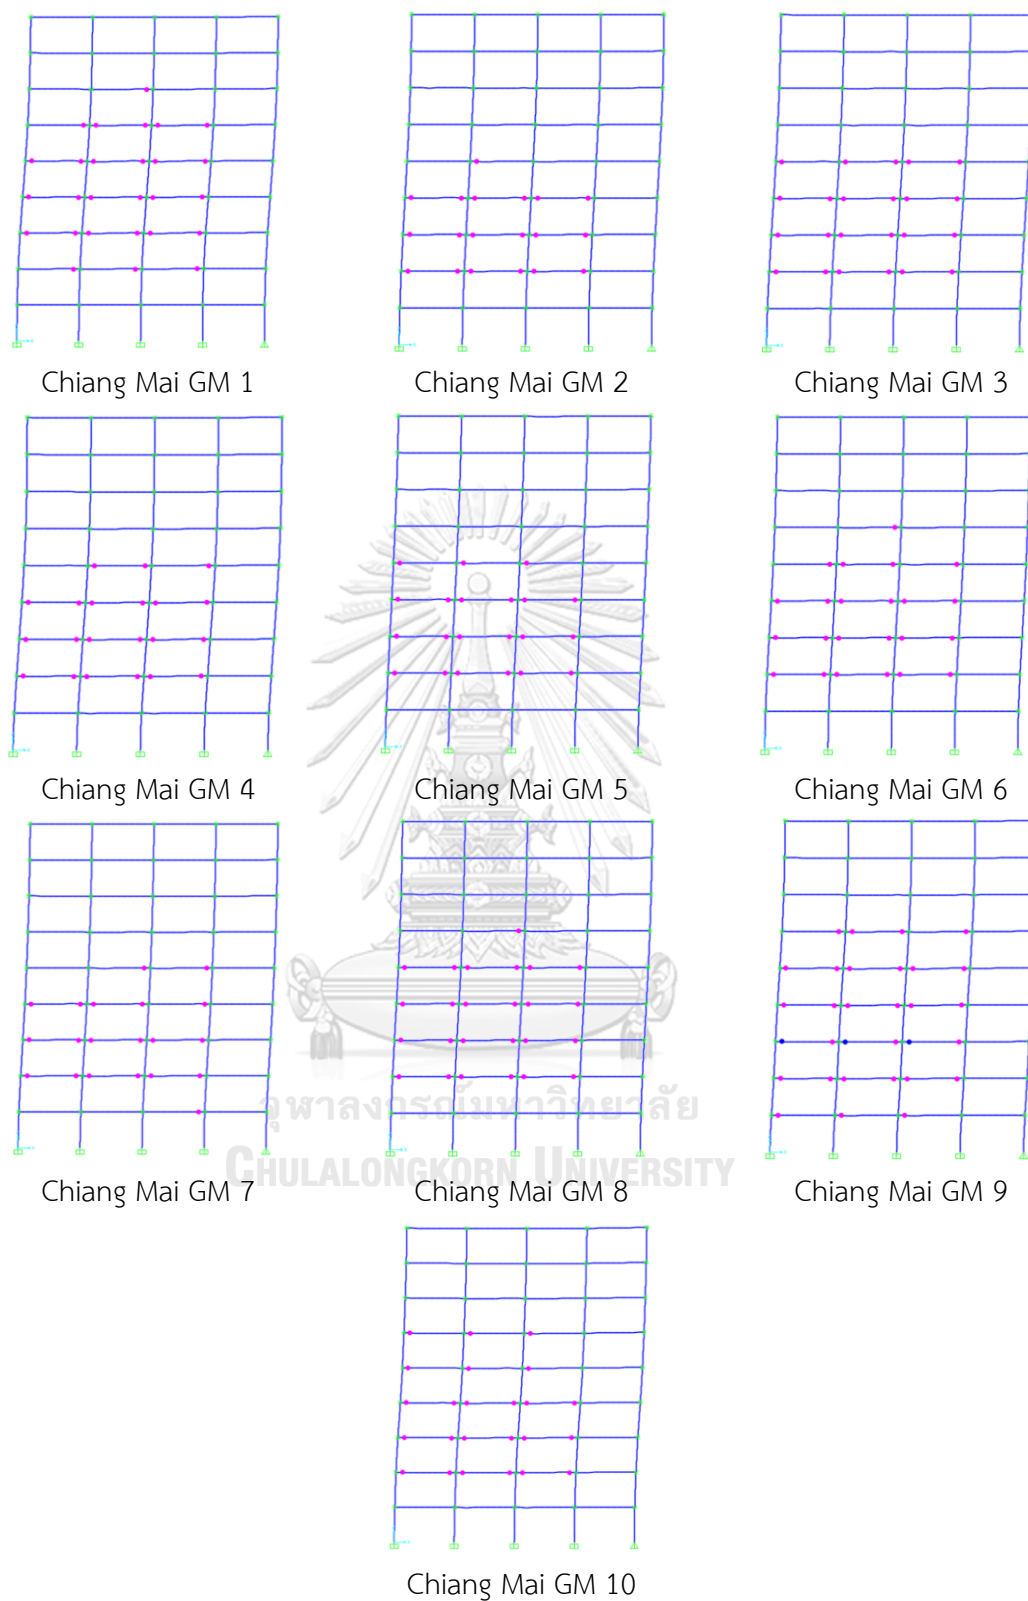 Chiang Mai GM 1
Chiang Mai GM 2
Chiang Mai GM 3
Chiang Mai GM 4
Chiang Mai GM 5
Chiang Mai GM 6
Chiang Mai GM 7
Chiang Mai GM 8
Chiang Mai GM 9
จุฬาลงกรณ์มหาวิทยาลัย
CHULALONGKORN UNIVERSITY
Chiang Mai GM 10